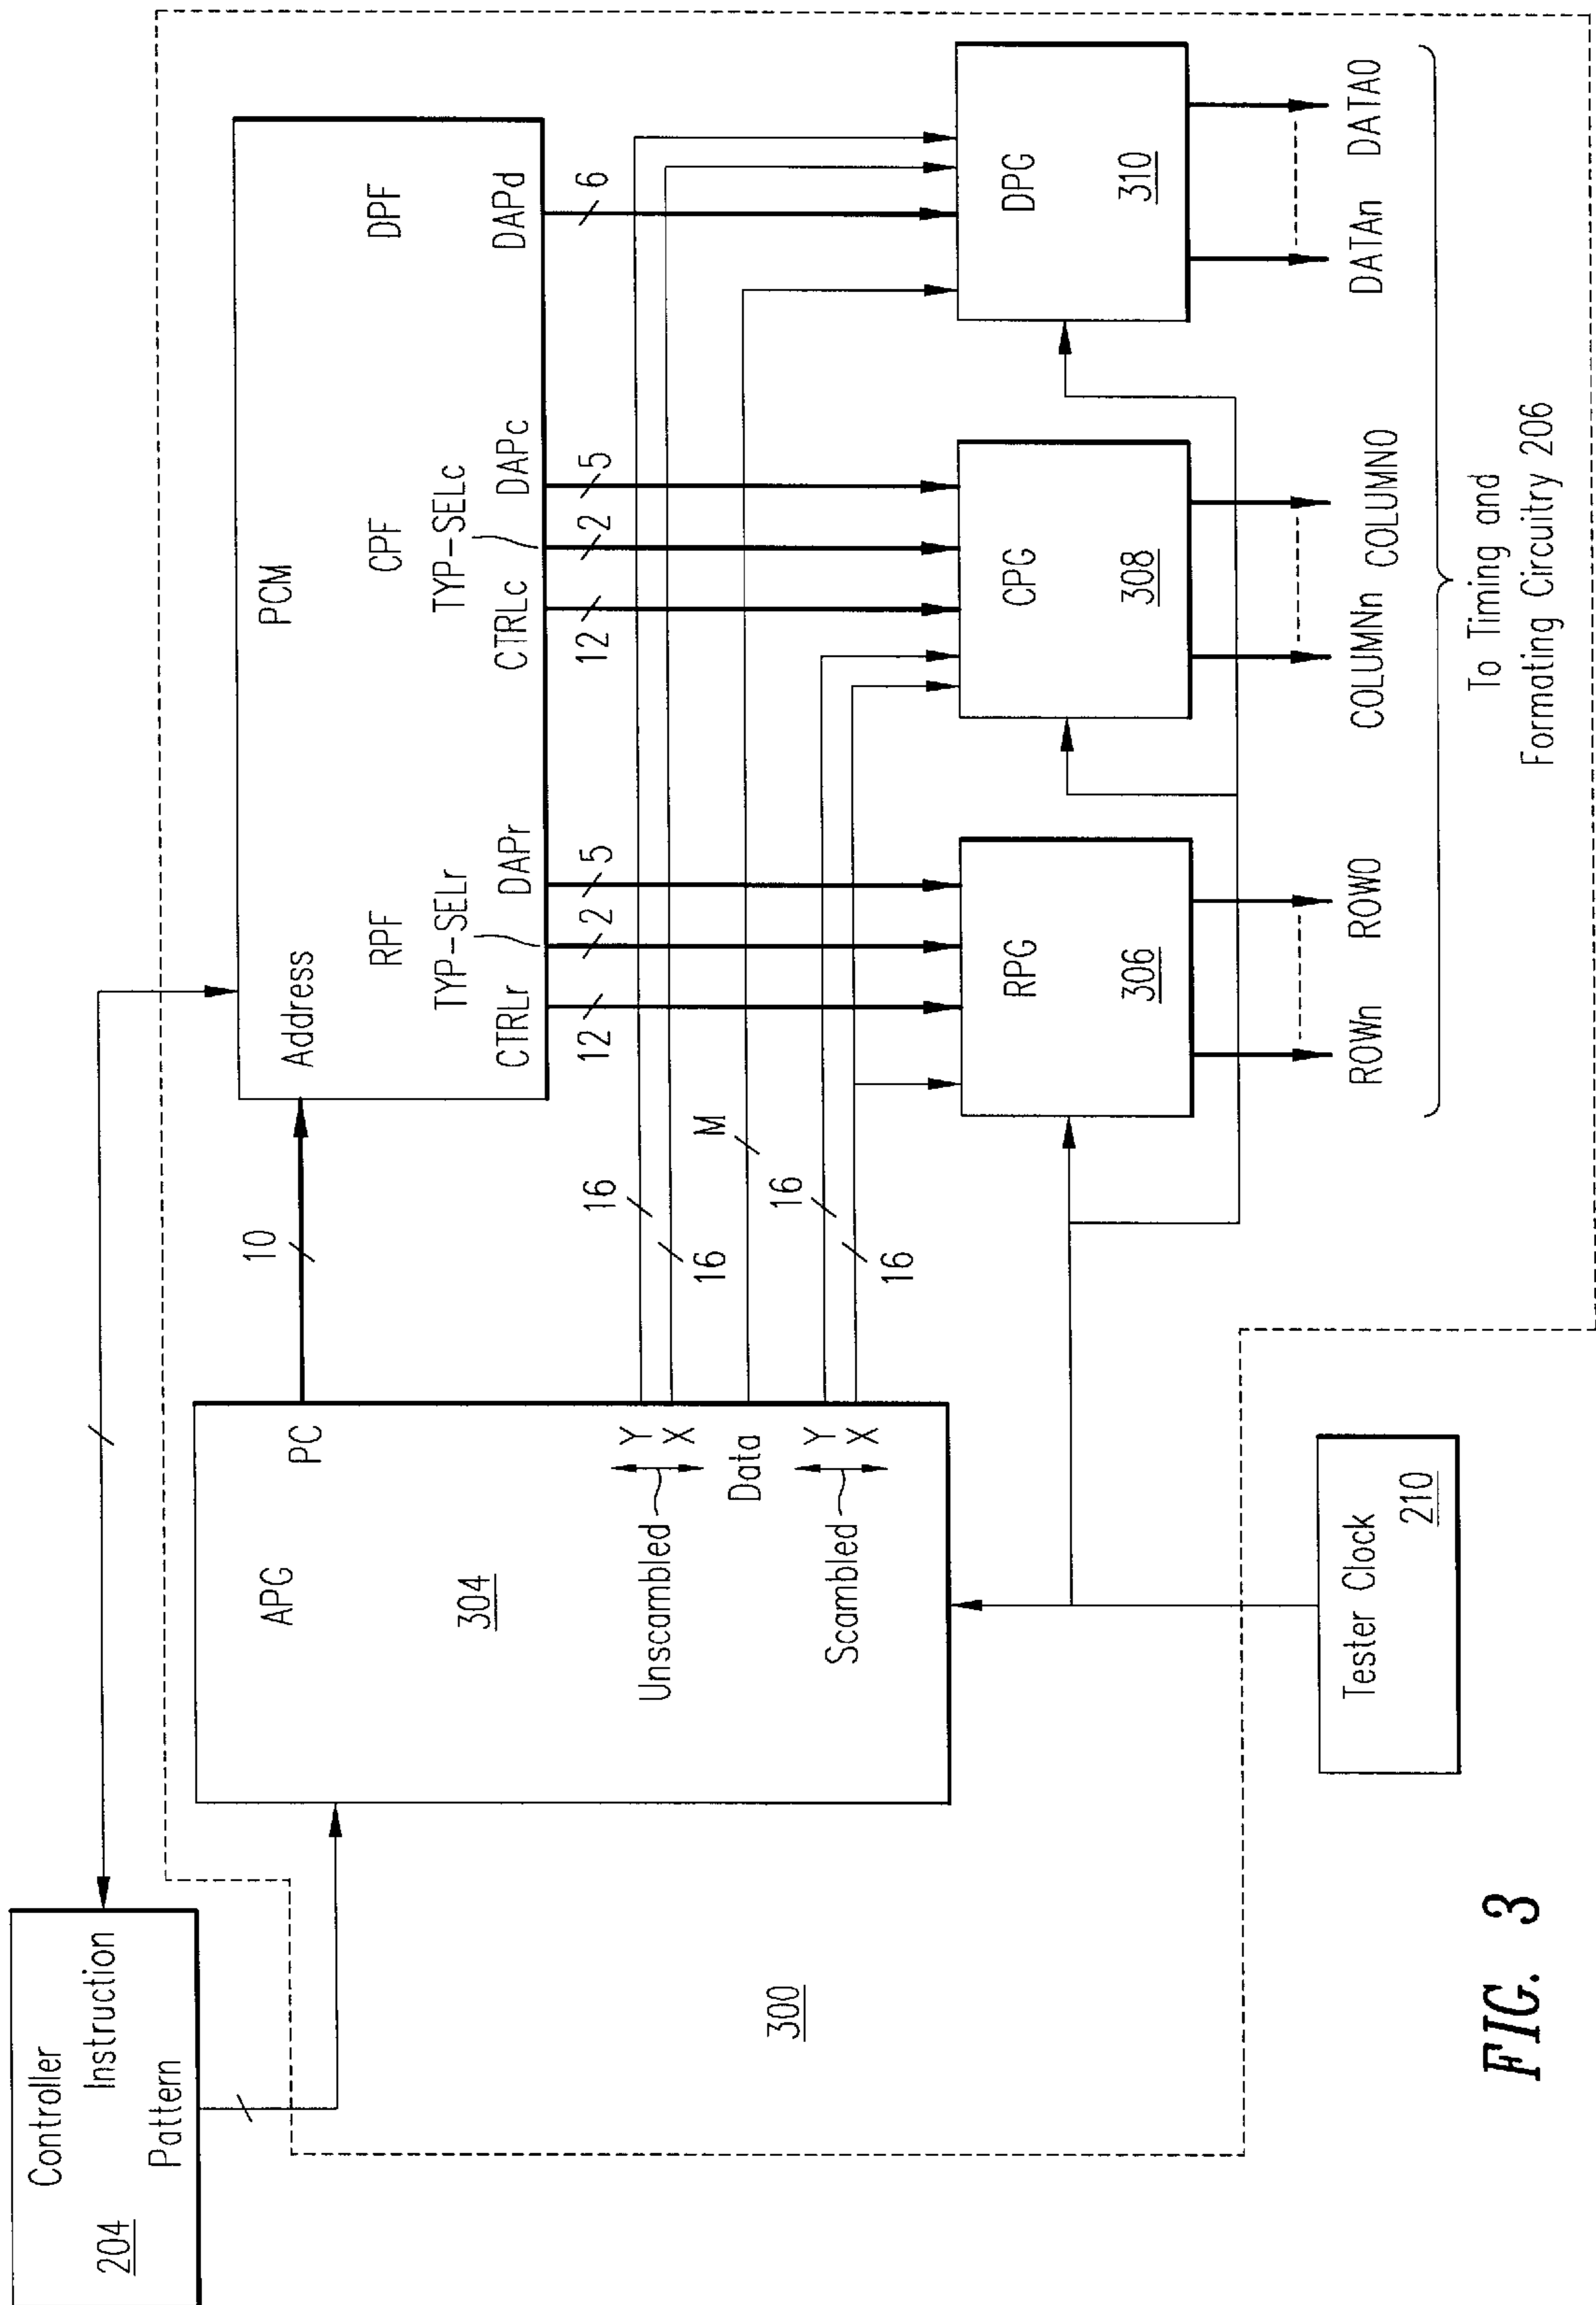 Controller
204
Instruction
Pattern
PCM
Address
RPF
CPF
DPF
TYP-SELr
TYP-SELc
CTRLr
DAPr
CTRLc
DAPc
DAPd
12
2
5
12
2
5
6
10
APG
PC
304
Unscambled
Y
X
Data
Scambled
Y
X
16
16
M
16
16
RPG
306
CPG
308
DPG
310
ROWn
ROW0
COLUMNn
COLUMN0
DATAn
DATA0
To Timing and
Formating Circuitry 206
300
Tester Clock
210
FIG. 3